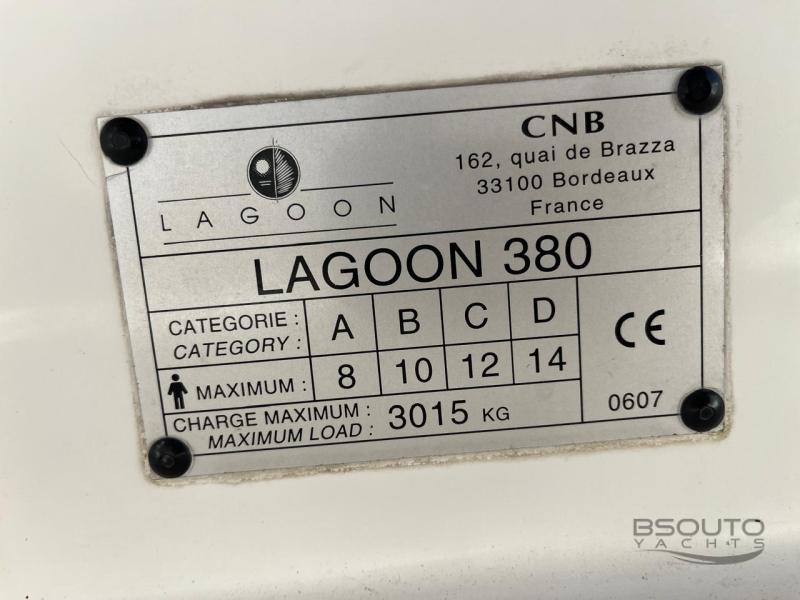 CNB
162, quai de Brazza
33100 Bordeaux
France
LAGOON
LAGOON 380
CATEGORIE : A B C D
CATEGORY :
MAXIMUM : 8 10 12 14
CHARGE MAXIMUM : 3015 KG
MAXIMUM LOAD :
CE
0607
BSOUTO
YACHTS